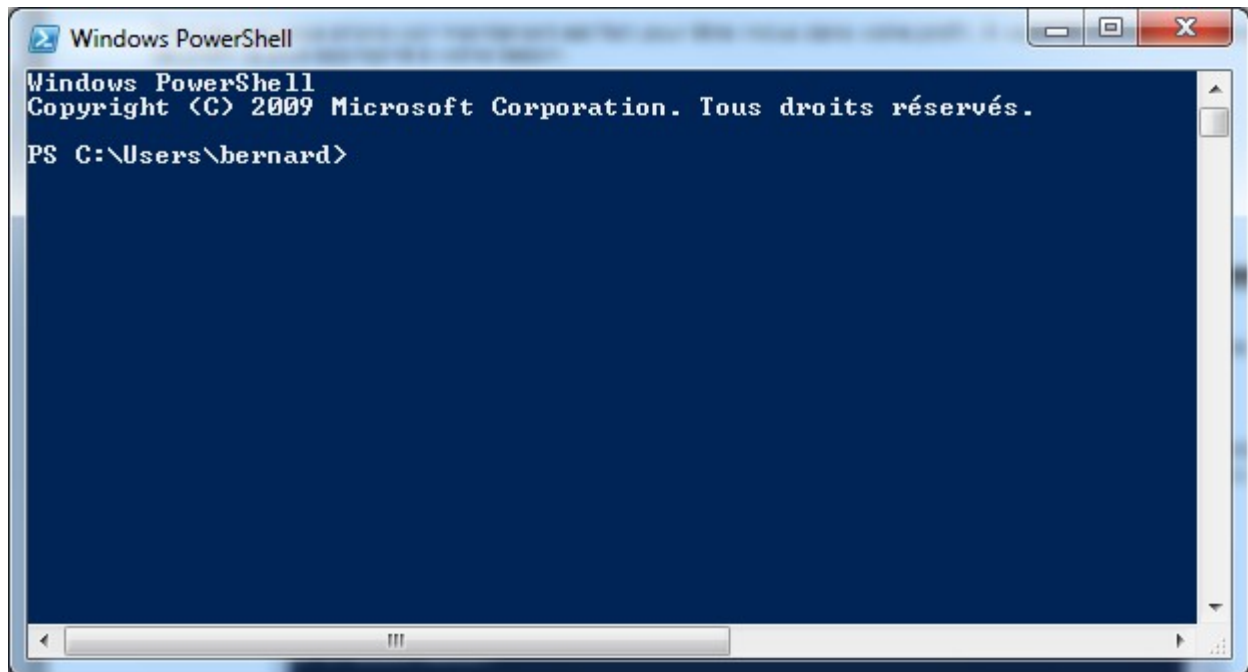 Windows PowerShell
Windows PowerShell
Copyright (C) 2009 Microsoft Corporation. Tous droits réservés.
PS C:\Users\bernard>